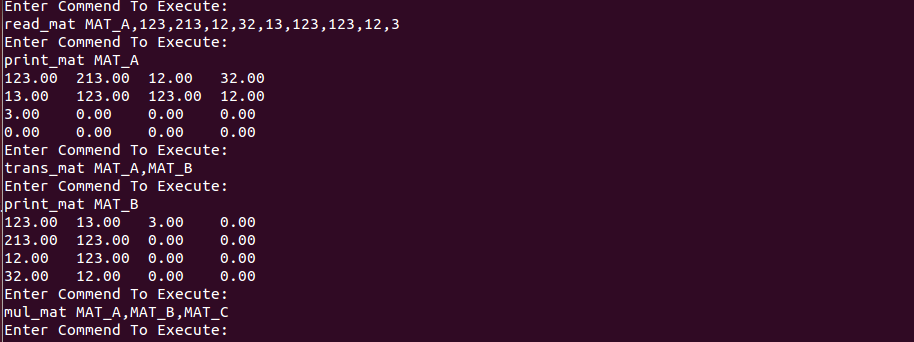 Enter Commend To Execute:
read_mat MAT_A,123,213,12,32,13,123,123,12,3
Enter Commend To Execute:
print_mat MAT_A
123.00  213.00  12.00   32.00
13.00   123.00  123.00  12.00
3.00    0.00    0.00    0.00
0.00    0.00    0.00    0.00
Enter Commend To Execute:
trans_mat MAT_A,MAT_B
Enter Commend To Execute:
print_mat MAT_B
123.00  13.00   3.00    0.00
213.00  123.00  0.00    0.00
12.00   123.00  0.00    0.00
32.00   12.00   0.00    0.00
Enter Commend To Execute:
mul_mat MAT_A,MAT_B,MAT_C
Enter Commend To Execute: